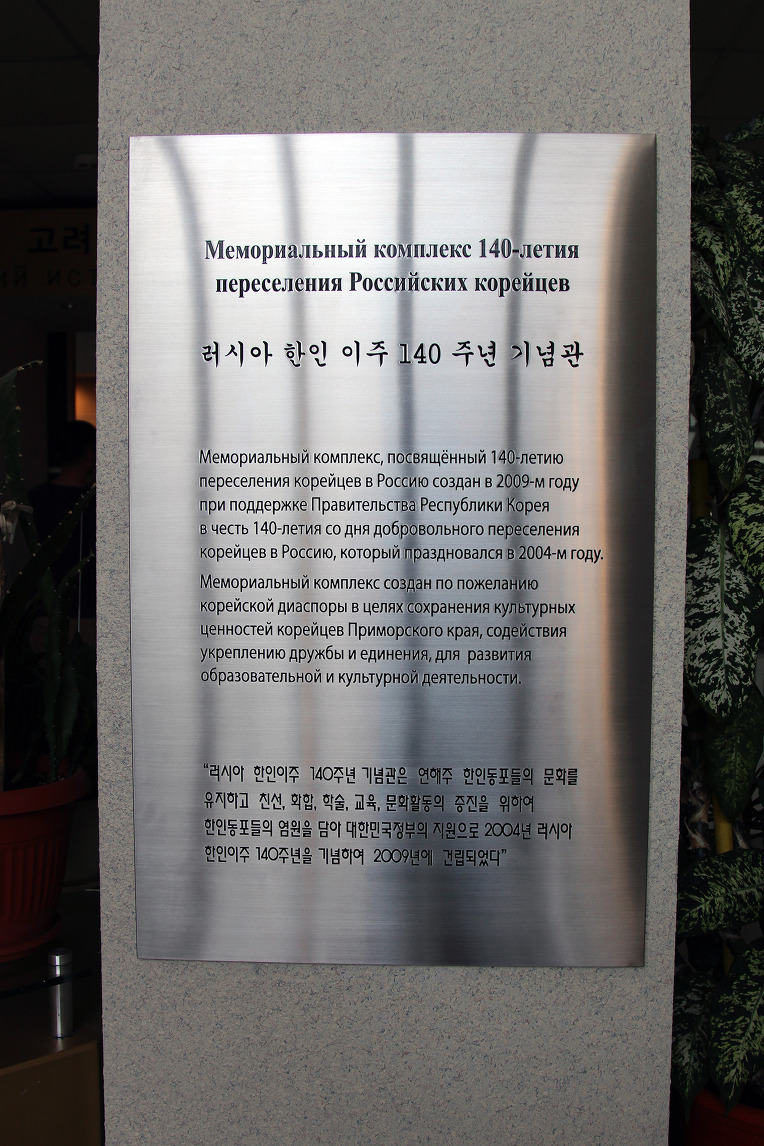 고려
ИЙ ИСТ
Мемориальный комплекс 140-летия
переселения Российских корейцев
러시아 한인 이주 140 주년 기념관
Мемориальный комплекс, посвящённый 140-летию
переселения корейцев в Россию создан в 2009-м году
при поддержке Правительства Республики Корея
в честь 140-летия со дня добровольного переселения
корейцев в Россию, который праздновался в 2004-м году.
Мемориальный комплекс создан по пожеланию
корейской диаспоры в целях сохранения культурных
ценностей корейцев Приморского края, содействия
укреплению дружбы и единения, для развития
образовательной и культурной деятельности.
“러시아 한인이주 140주년 기념관은 연해주 한인동포들의 문화를
유지하고 친선, 화합, 학술, 교육, 문화활동의 증진을 위하여
한인동포들의 염원을 담아 대한민국정부의 지원으로 2004년 러시아
한인이주 140주년을 기념하여 2009년에 건립되었다”